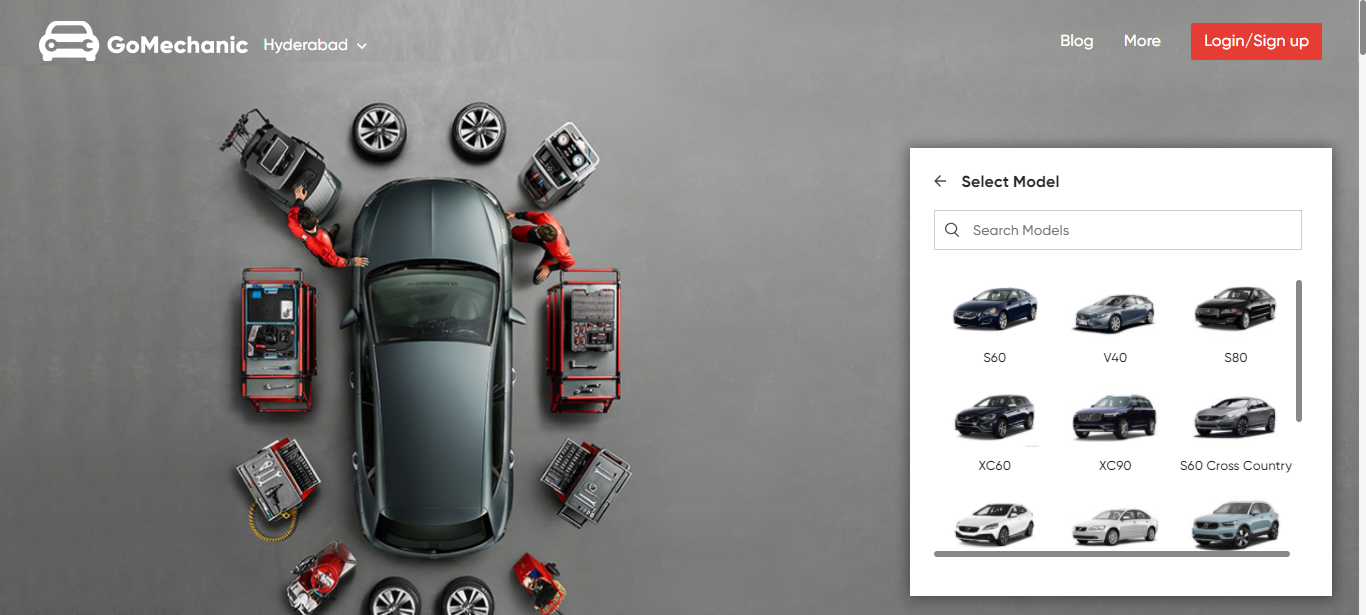 GoMechanic
Hyderabad
Blog
More
Login/Sign up
Select Model
Search Models
S60
V40
S80
XC60
XC90
S60 Cross Country